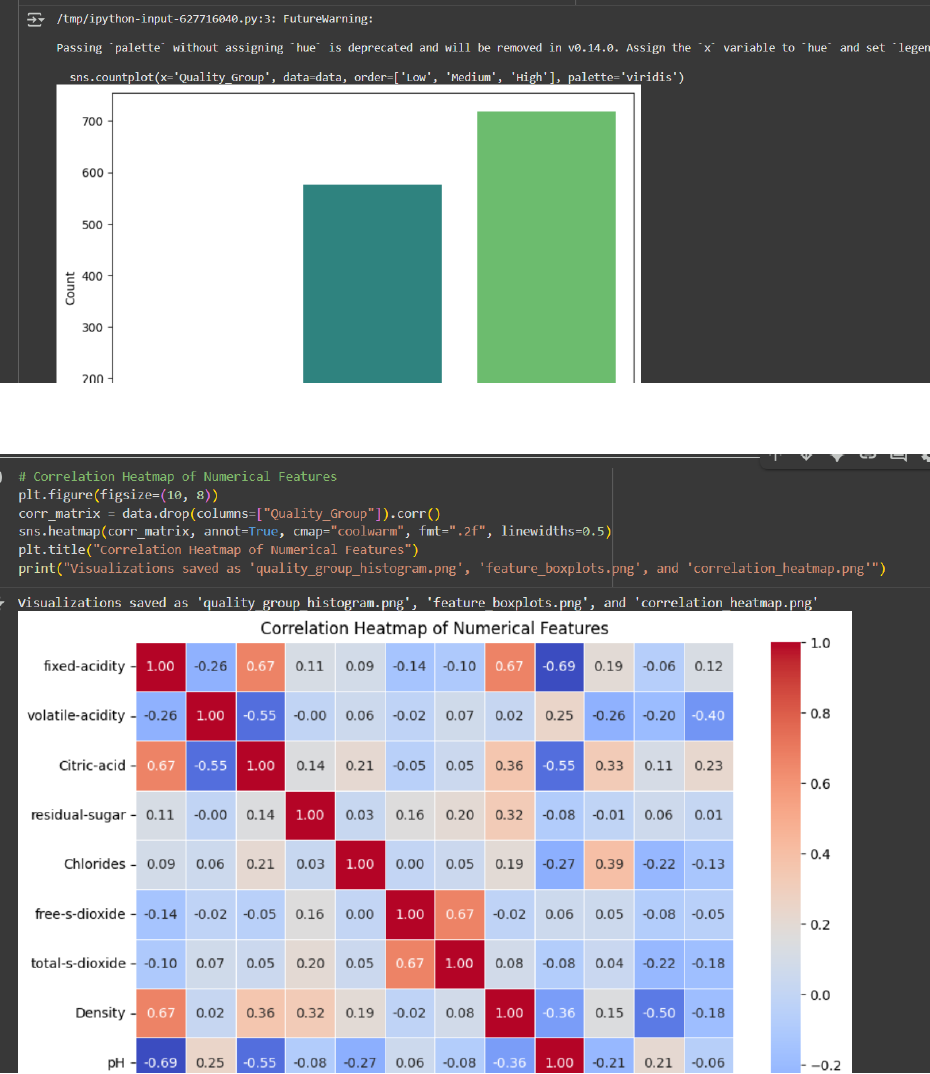 /tmp/ipython-input-627716040.py:3: FutureWarning:
Passing `palette` without assigning `hue` is deprecated and will be removed in v0.14.0. Assign the `x` variable to `hue` and set `legen
sns.countplot(x='Quality_Group', data=data, order=['Low', 'Medium', 'High'], palette='viridis')
700
600
500
400
300
200
Count
# Correlation Heatmap of Numerical Features
plt.figure(figsize=(10, 8))
corr_matrix = data.drop(columns=["Quality_Group"]).corr()
sns.heatmap(corr_matrix, annot=True, cmap="coolwarm", fmt=".2f", linewidths=0.5)
plt.title("Correlation Heatmap of Numerical Features")
print("Visualizations saved as 'quality_group_histogram.png', 'feature_boxplots.png', and 'correlation_heatmap.png'")
Visualizations saved as 'quality_group_histogram.png', 'feature_boxplots.png', and 'correlation_heatmap.png'
Correlation Heatmap of Numerical Features
fixed-acidity 1.00 -0.26 0.67 0.11 0.09 -0.14 -0.10 0.67 -0.69 0.19 -0.06 0.12
volatile-acidity -0.26 1.00 -0.55 -0.00 0.06 -0.02 0.07 0.02 0.25 -0.26 -0.20 -0.40
Citric-acid 0.67 -0.55 1.00 0.14 0.21 -0.05 0.05 0.36 -0.55 0.33 0.11 0.23
residual-sugar 0.11 -0.00 0.14 1.00 0.03 0.16 0.20 0.32 -0.08 -0.01 0.06 0.01
Chlorides 0.09 0.06 0.21 0.03 1.00 0.00 0.05 0.19 -0.27 0.39 -0.22 -0.13
free-s-dioxide -0.14 -0.02 -0.05 0.16 0.00 1.00 0.67 -0.02 0.06 0.05 -0.08 -0.05
total-s-dioxide -0.10 0.07 0.05 0.20 0.05 0.67 1.00 0.08 -0.08 0.04 -0.22 -0.18
Density 0.67 0.02 0.36 0.32 0.19 -0.02 0.08 1.00 -0.36 0.15 -0.50 -0.18
pH -0.69 0.25 -0.55 -0.08 -0.27 0.06 -0.08 -0.36 1.00 -0.21 0.21 -0.06
1.0
0.8
0.6
0.4
0.2
0.0
−0.2